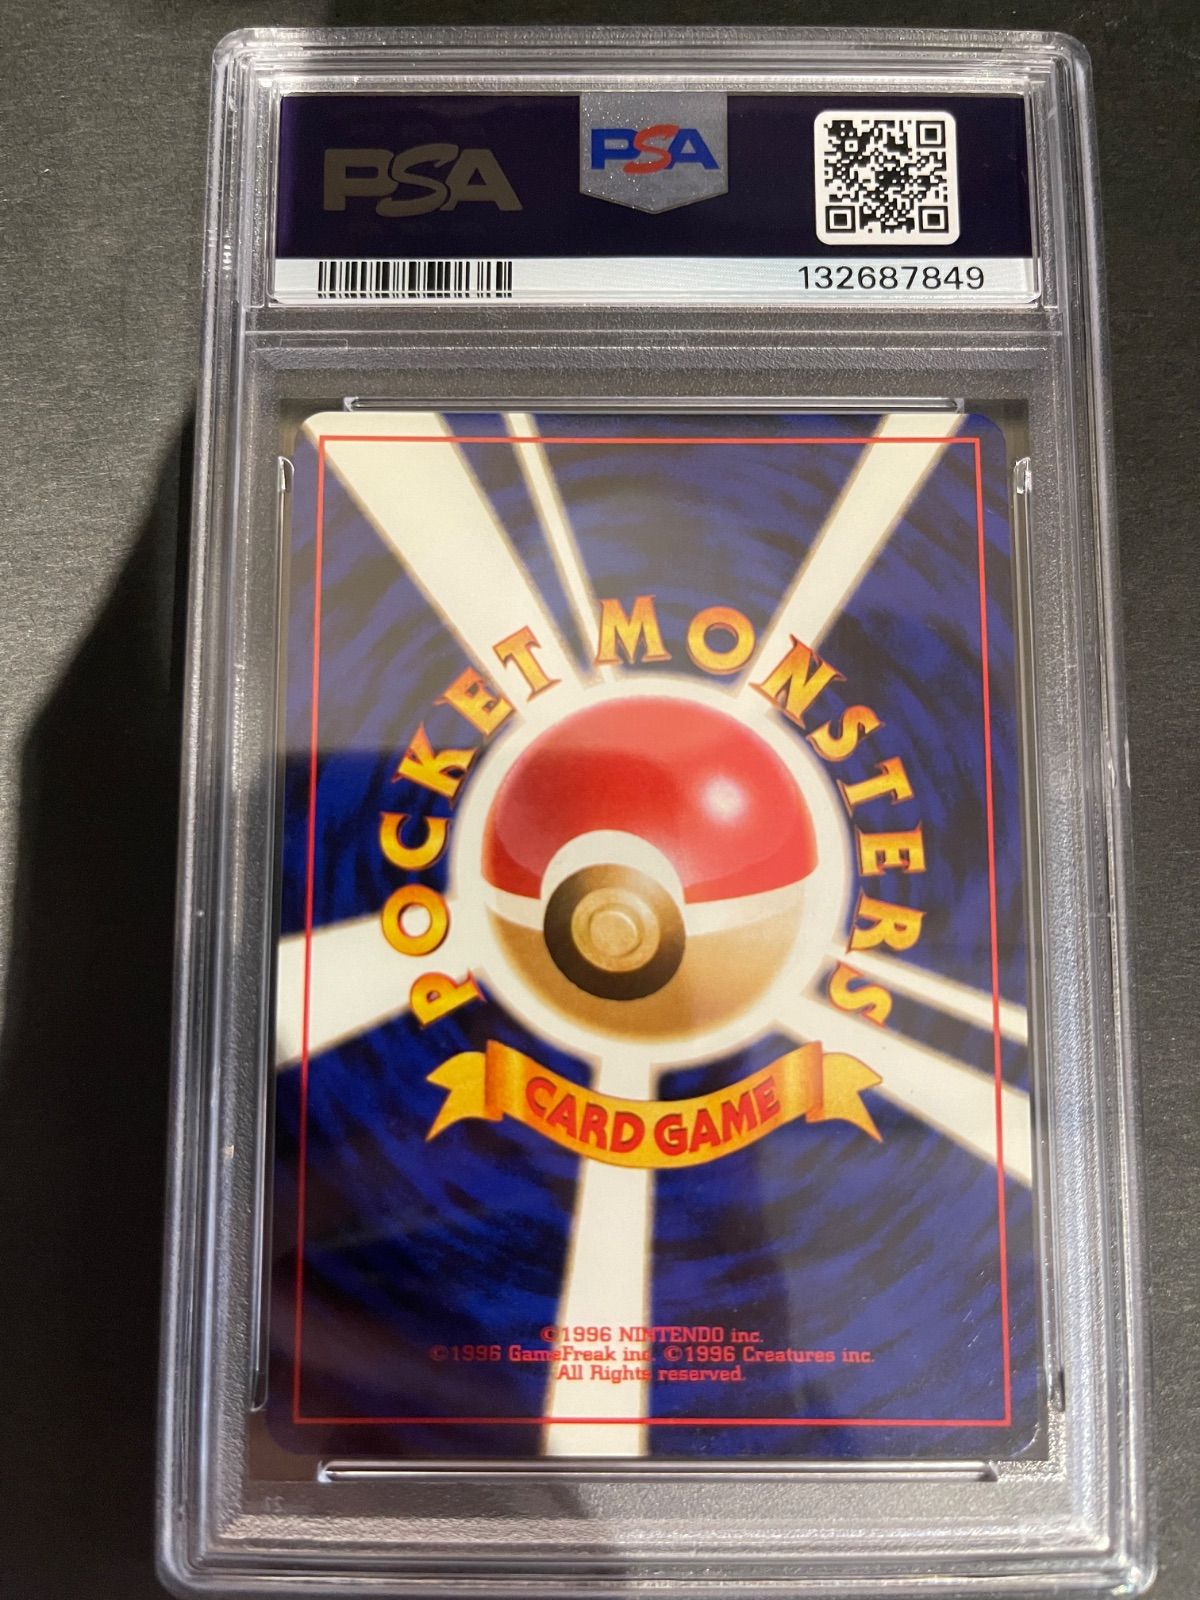 PSA
PSA
132687849
POCKET MONSTERS
CARD GAME
©1996 NINTENDO inc.
©1996 GameFreak inc. ©1996 Creatures inc.
All Rights reserved.